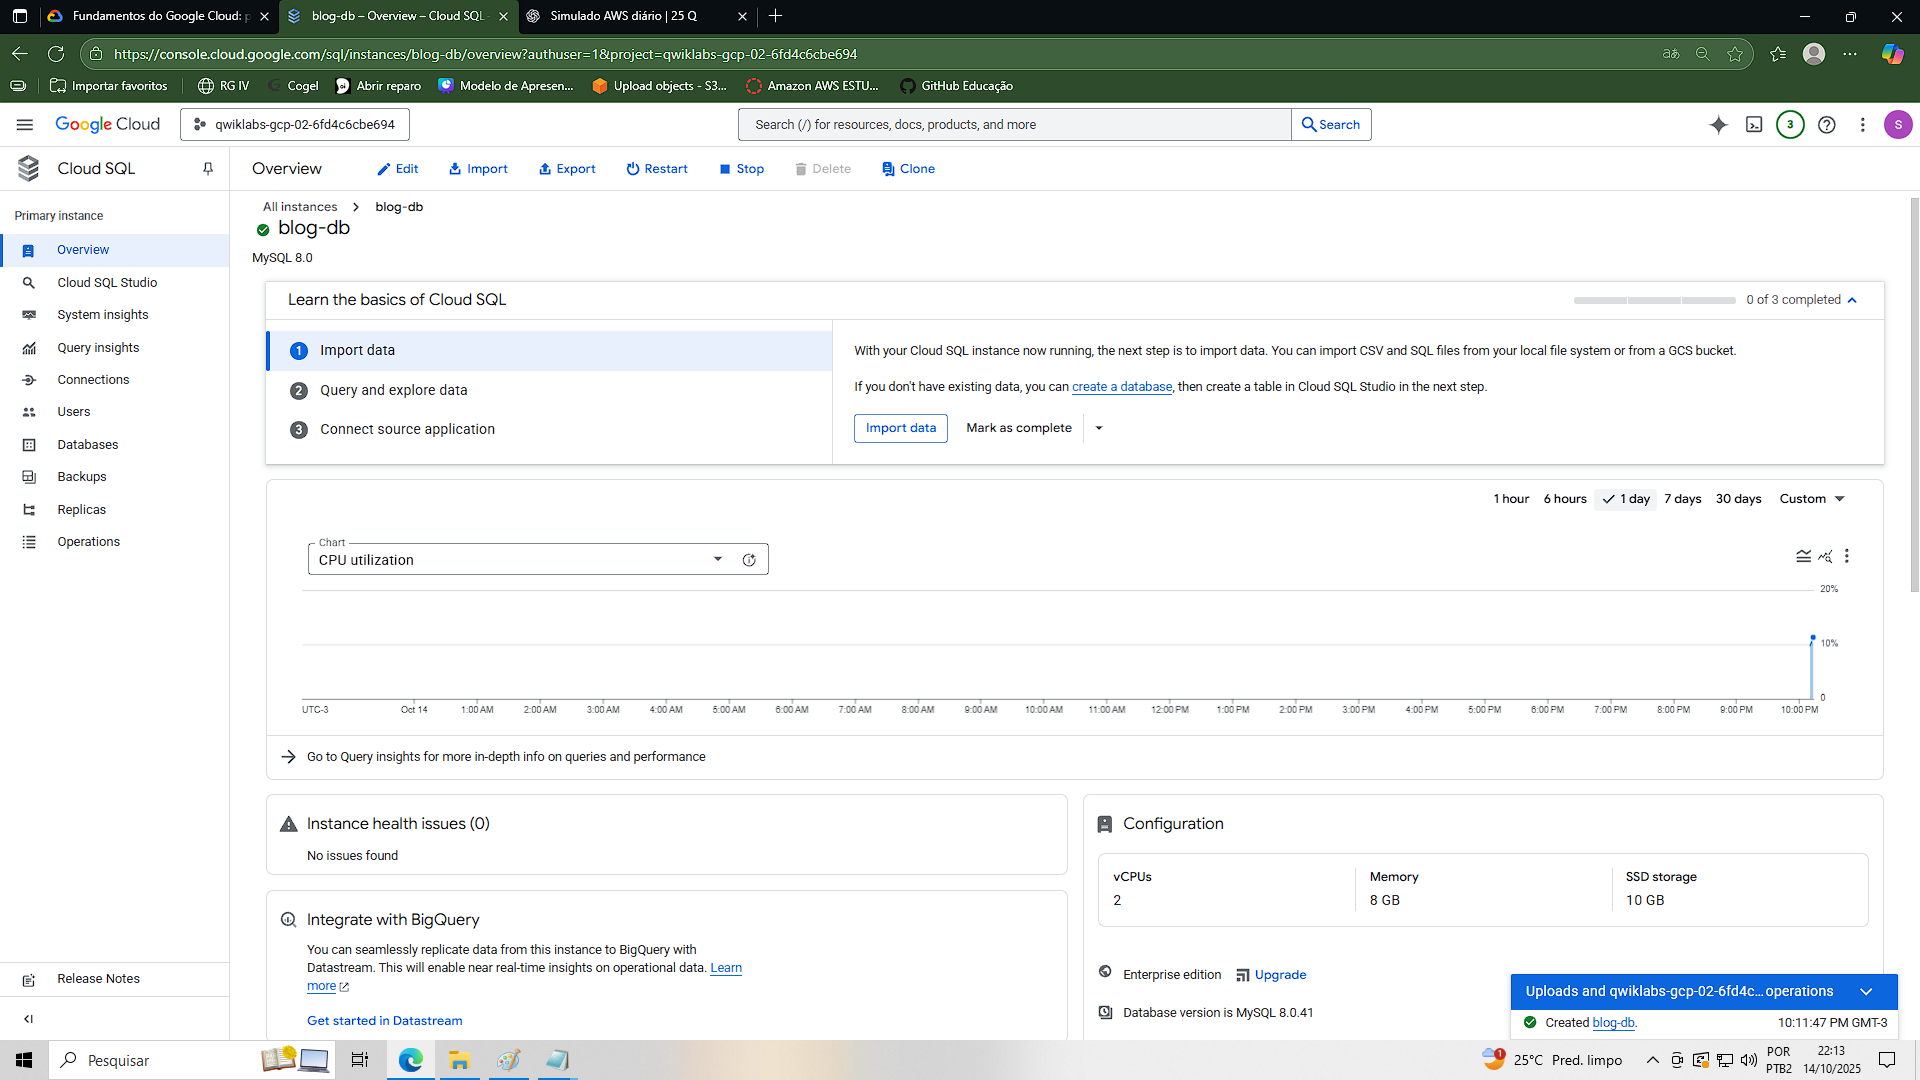 Fundamentos do Google Cloud: p
blog-db – Overview – Cloud SQL
Simulado AWS diário | 25 Q
https://console.cloud.google.com/sql/instances/blog-db/overview?authuser=1&project=qwiklabs-gcp-02-6fd4c6cbe694
Importar favoritos
RG IV
Cogel
Abrir reparo
Modelo de Apresen...
Upload objects - S3...
Amazon AWS ESTU...
GitHub Educação
Google Cloud
qwiklabs-gcp-02-6fd4c6cbe694
Search (/) for resources, docs, products, and more
Search
3
S
Cloud SQL
Overview
Edit
Import
Export
Restart
Stop
Delete
Clone
Primary instance
Overview
Cloud SQL Studio
System insights
Query insights
Connections
Users
Databases
Backups
Replicas
Operations
Release Notes
All instances
blog-db
blog-db
MySQL 8.0
Learn the basics of Cloud SQL
0 of 3 completed
1 Import data
2 Query and explore data
3 Connect source application
With your Cloud SQL instance now running, the next step is to import data. You can import CSV and SQL files from your local file system or from a GCS bucket.
If you don't have existing data, you can create a database, then create a table in Cloud SQL Studio in the next step.
Import data
Mark as complete
1 hour
6 hours
1 day
7 days
30 days
Custom
Chart
CPU utilization
20%
10%
0
UTC-3
Oct 14
1:00 AM
2:00 AM
3:00 AM
4:00 AM
5:00 AM
6:00 AM
7:00 AM
8:00 AM
9:00 AM
10:00 AM
11:00 AM
12:00 PM
1:00 PM
2:00 PM
3:00 PM
4:00 PM
5:00 PM
6:00 PM
7:00 PM
8:00 PM
9:00 PM
10:00 PM
Go to Query insights for more in-depth info on queries and performance
Instance health issues (0)
No issues found
Integrate with BigQuery
You can seamlessly replicate data from this instance to BigQuery with
Datastream. This will enable near real-time insights on operational data. Learn
more
Get started in Datastream
Configuration
vCPUs
2
Memory
8 GB
SSD storage
10 GB
Enterprise edition
Upgrade
Database version is MySQL 8.0.41
Uploads and qwiklabs-gcp-02-6fd4c...operations
Created blog-db.
10:11:47 PM GMT-3
Pesquisar
1
25°C Pred. limpo
POR
PTB2
22:13
14/10/2025